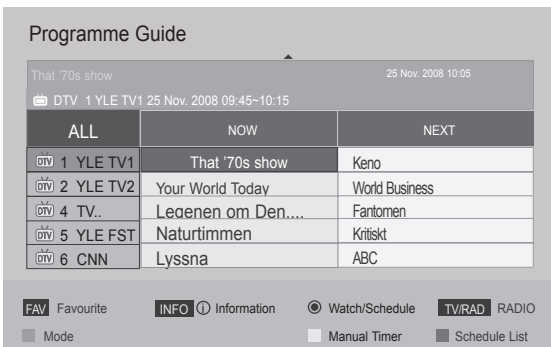 Programme Guide
That '70s show 25 Nov. 2008 10:05
DTV 1 YLE TV1 25 Nov. 2008 09:45~10:15
ALL NOW NEXT
DTV 1 YLE TV1 That '70s show Keno
DTV 2 YLE TV2 Your World Today World Business
DTV 4 TV.. Legenen om Den.... Fantomen
DTV 5 YLE FST Naturtimmen Kritiskt
DTV 6 CNN Lyssna ABC
FAV Favourite INFO i Information Watch/Schedule TV/RAD RADIO
Mode Manual Timer Schedule List